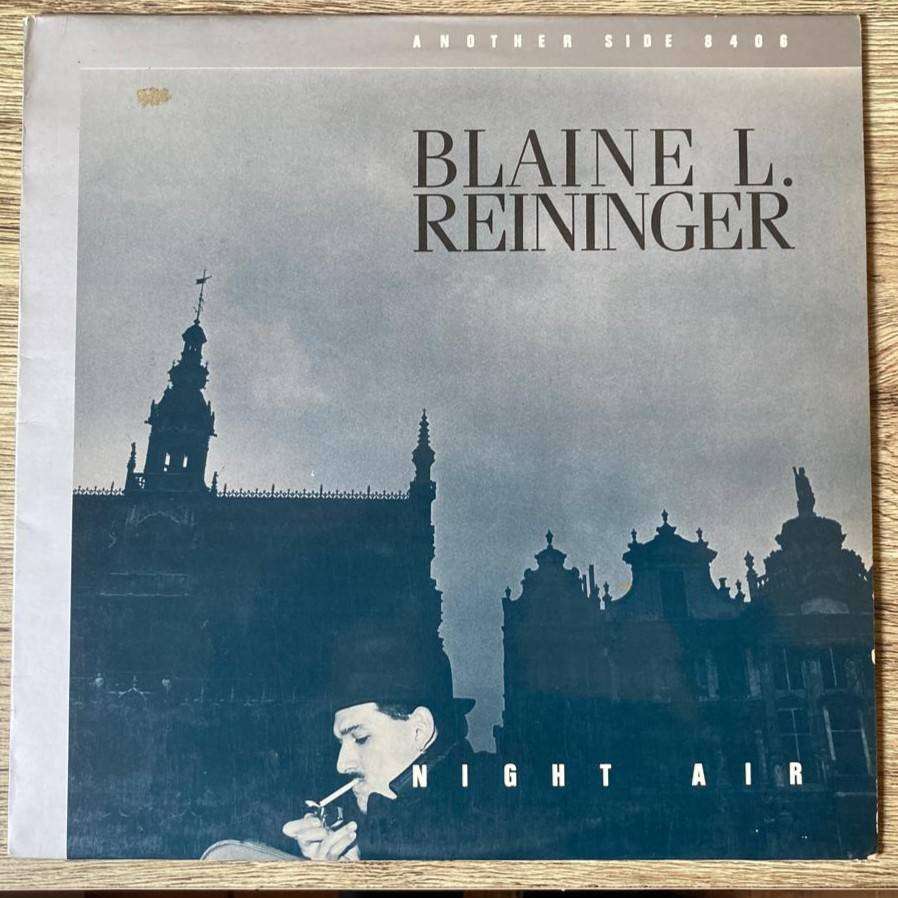 ANOTHER SIDE 8406
BLAINE L.
REININGER
NIGHT AIR